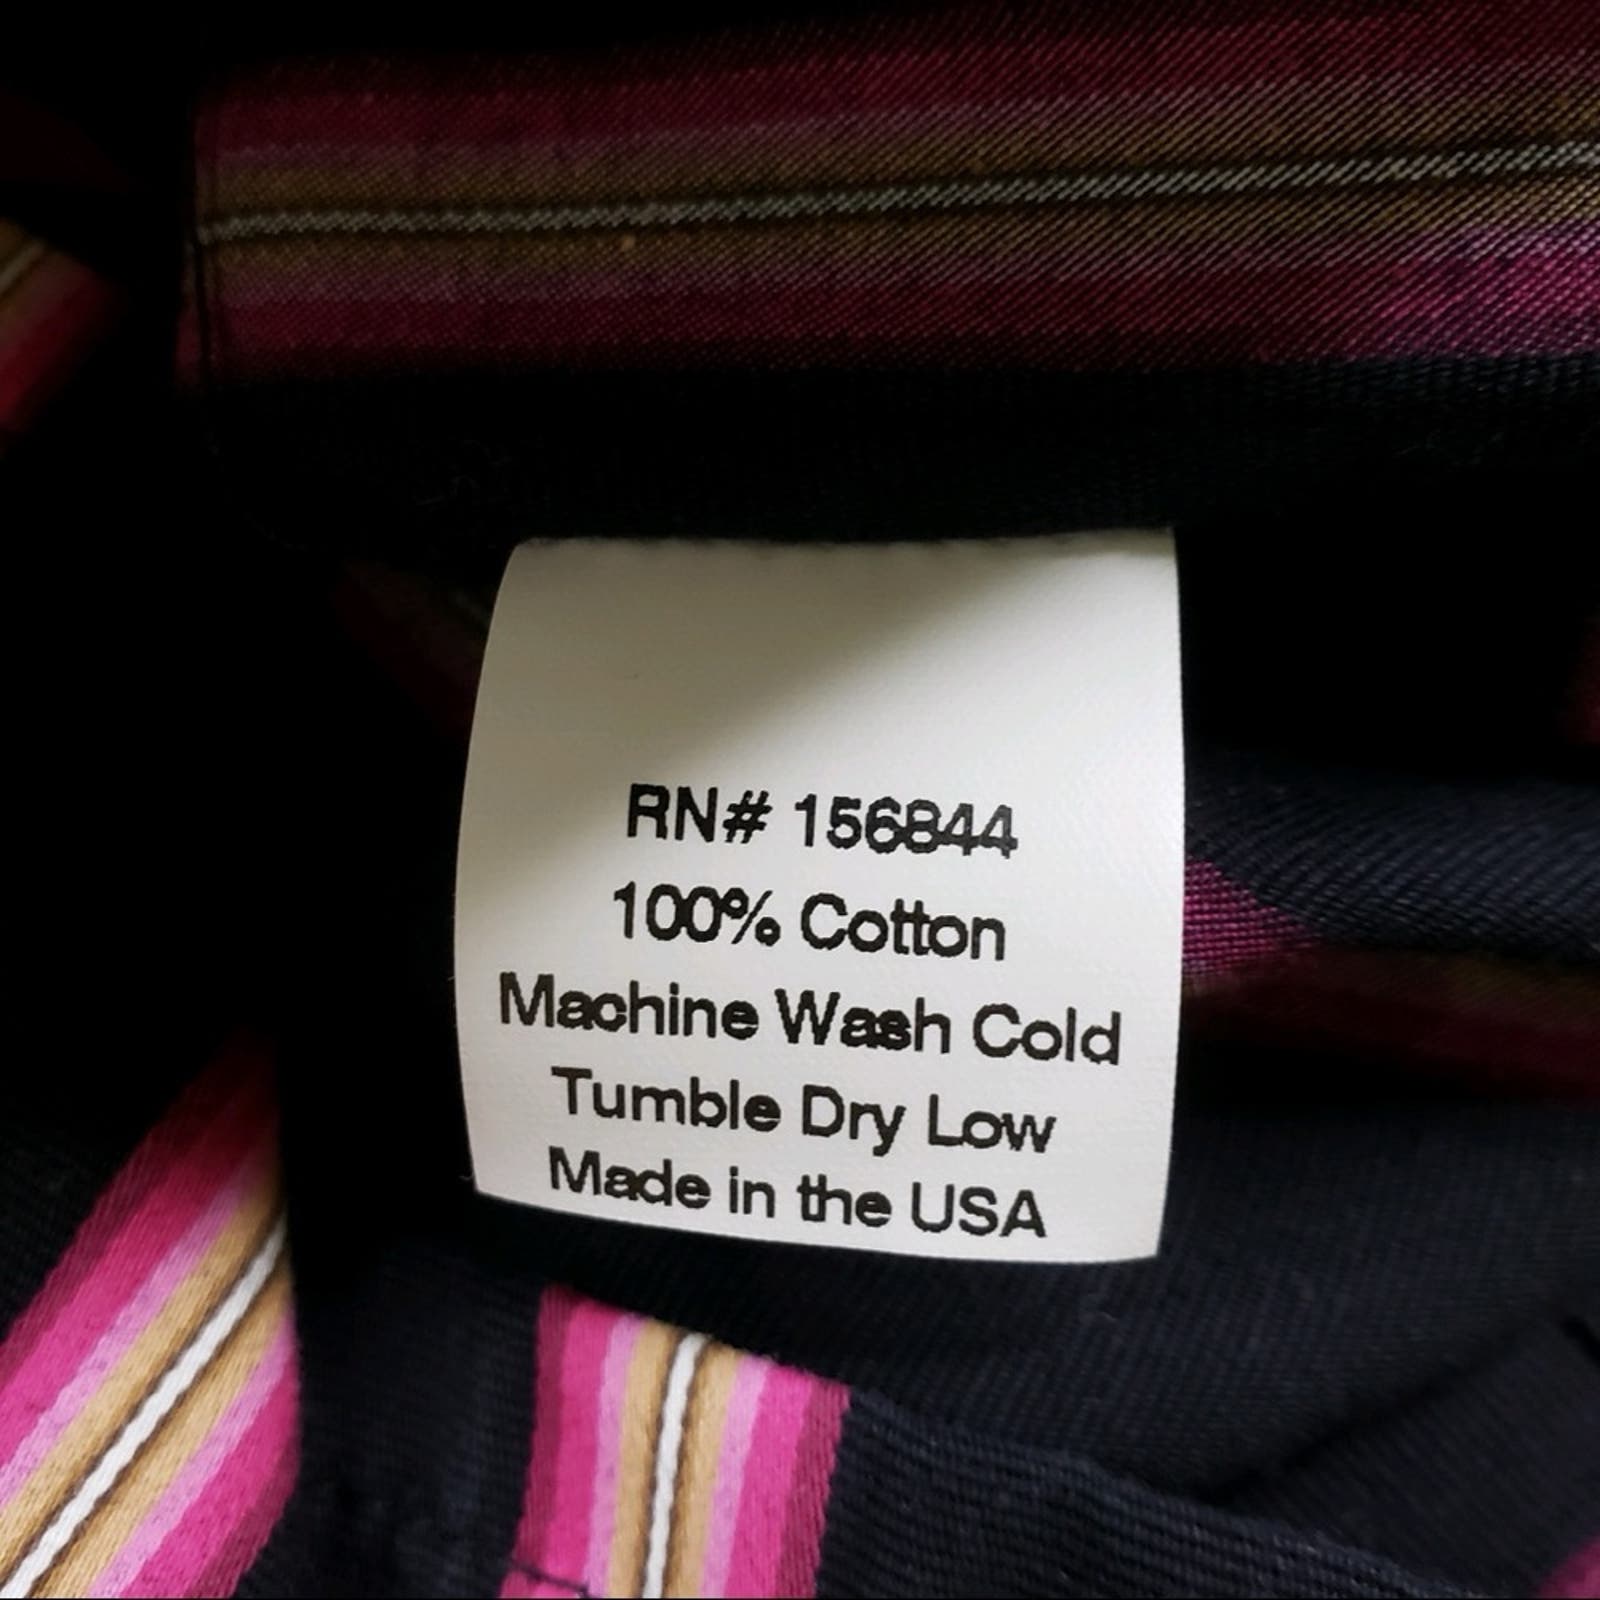 RN# 156844
100% Cotton
Machine Wash Cold
Tumble Dry Low
Made in the USA